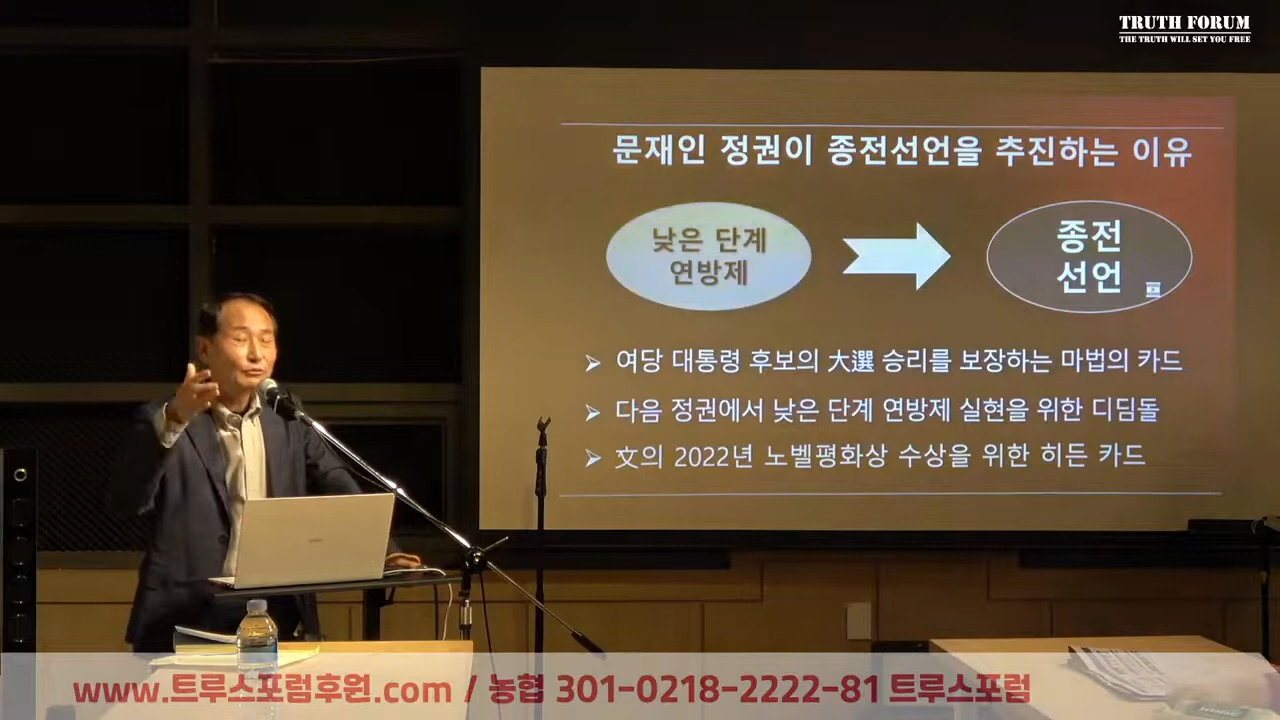 TRUTH FORUM
THE TRUTH WILL SET YOU FREE
문재인 정권이 종전선언을 추진하는 이유
낮은 단계
연방제
종전
선언
➢ 여당 대통령 후보의 大選 승리를 보장하는 마법의 카드
➢ 다음 정권에서 낮은 단계 연방제 실현을 위한 디딤돌
➢ 文의 2022년 노벨평화상 수상을 위한 히든 카드
www.트루스포럼후원.com / 농협 301-0218-2222-81 트루스포럼